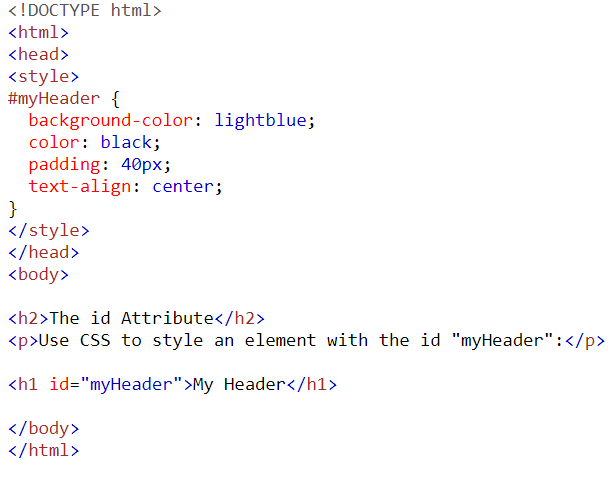 <!DOCTYPE html>
<html>
<head>
<style>
#myHeader {
  background-color: lightblue;
  color: black;
  padding: 40px;
  text-align: center;
}
</style>
</head>
<body>

<h2>The id Attribute</h2>
<p>Use CSS to style an element with the id "myHeader":</p>

<h1 id="myHeader">My Header</h1>

</body>
</html>